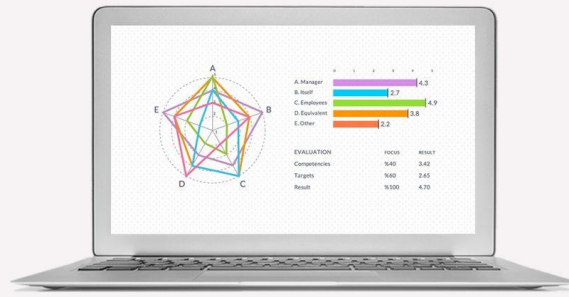 A
B
C
D
E
0 1 2 3 4 5
A. Manager 4.3
B. Itself 2.7
C. Employees 4.9
D. Equivalent 3.8
E. Other 2.2
EVALUATION FOCUS RESULT
Competencies %40 3.42
Targets %60 2.65
Result %100 4.70